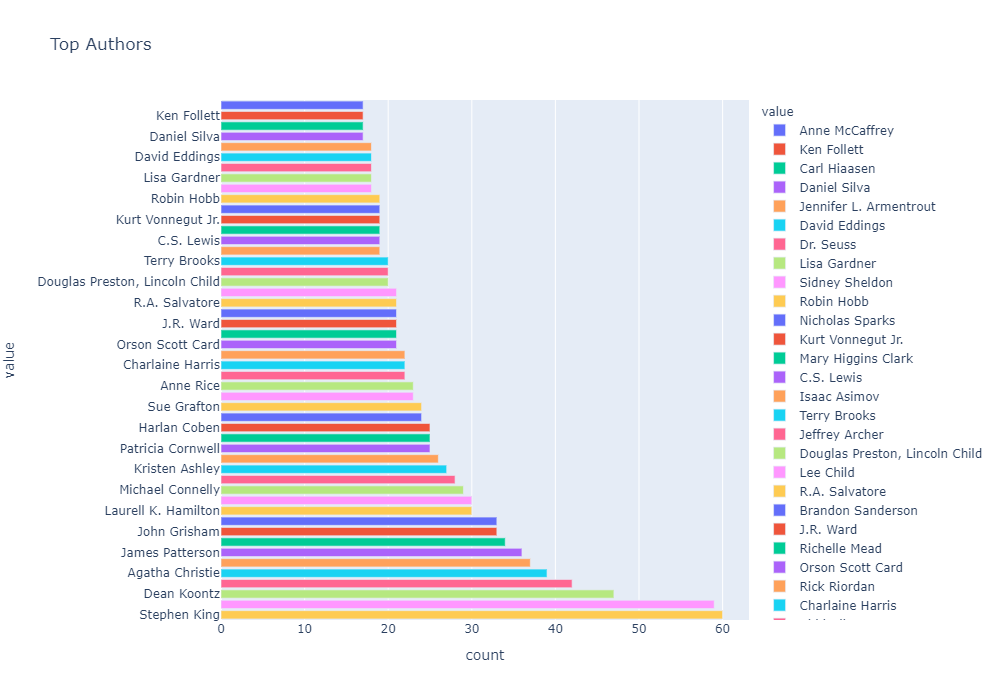 Top Authors
value
Ken Follett
Daniel Silva
David Eddings
Lisa Gardner
Robin Hobb
Kurt Vonnegut Jr.
C.S. Lewis
Terry Brooks
Douglas Preston, Lincoln Child
R.A. Salvatore
J.R. Ward
Orson Scott Card
Charlaine Harris
Anne Rice
Sue Grafton
Harlan Coben
Patricia Cornwell
Kristen Ashley
Michael Connelly
Laurell K. Hamilton
John Grisham
James Patterson
Agatha Christie
Dean Koontz
Stephen King
0 10 20 30 40 50 60
count
value
Anne McCaffrey
Ken Follett
Carl Hiaasen
Daniel Silva
Jennifer L. Armentrout
David Eddings
Dr. Seuss
Lisa Gardner
Sidney Sheldon
Robin Hobb
Nicholas Sparks
Kurt Vonnegut Jr.
Mary Higgins Clark
C.S. Lewis
Isaac Asimov
Terry Brooks
Jeffrey Archer
Douglas Preston, Lincoln Child
Lee Child
R.A. Salvatore
Brandon Sanderson
J.R. Ward
Richelle Mead
Orson Scott Card
Rick Riordan
Charlaine Harris